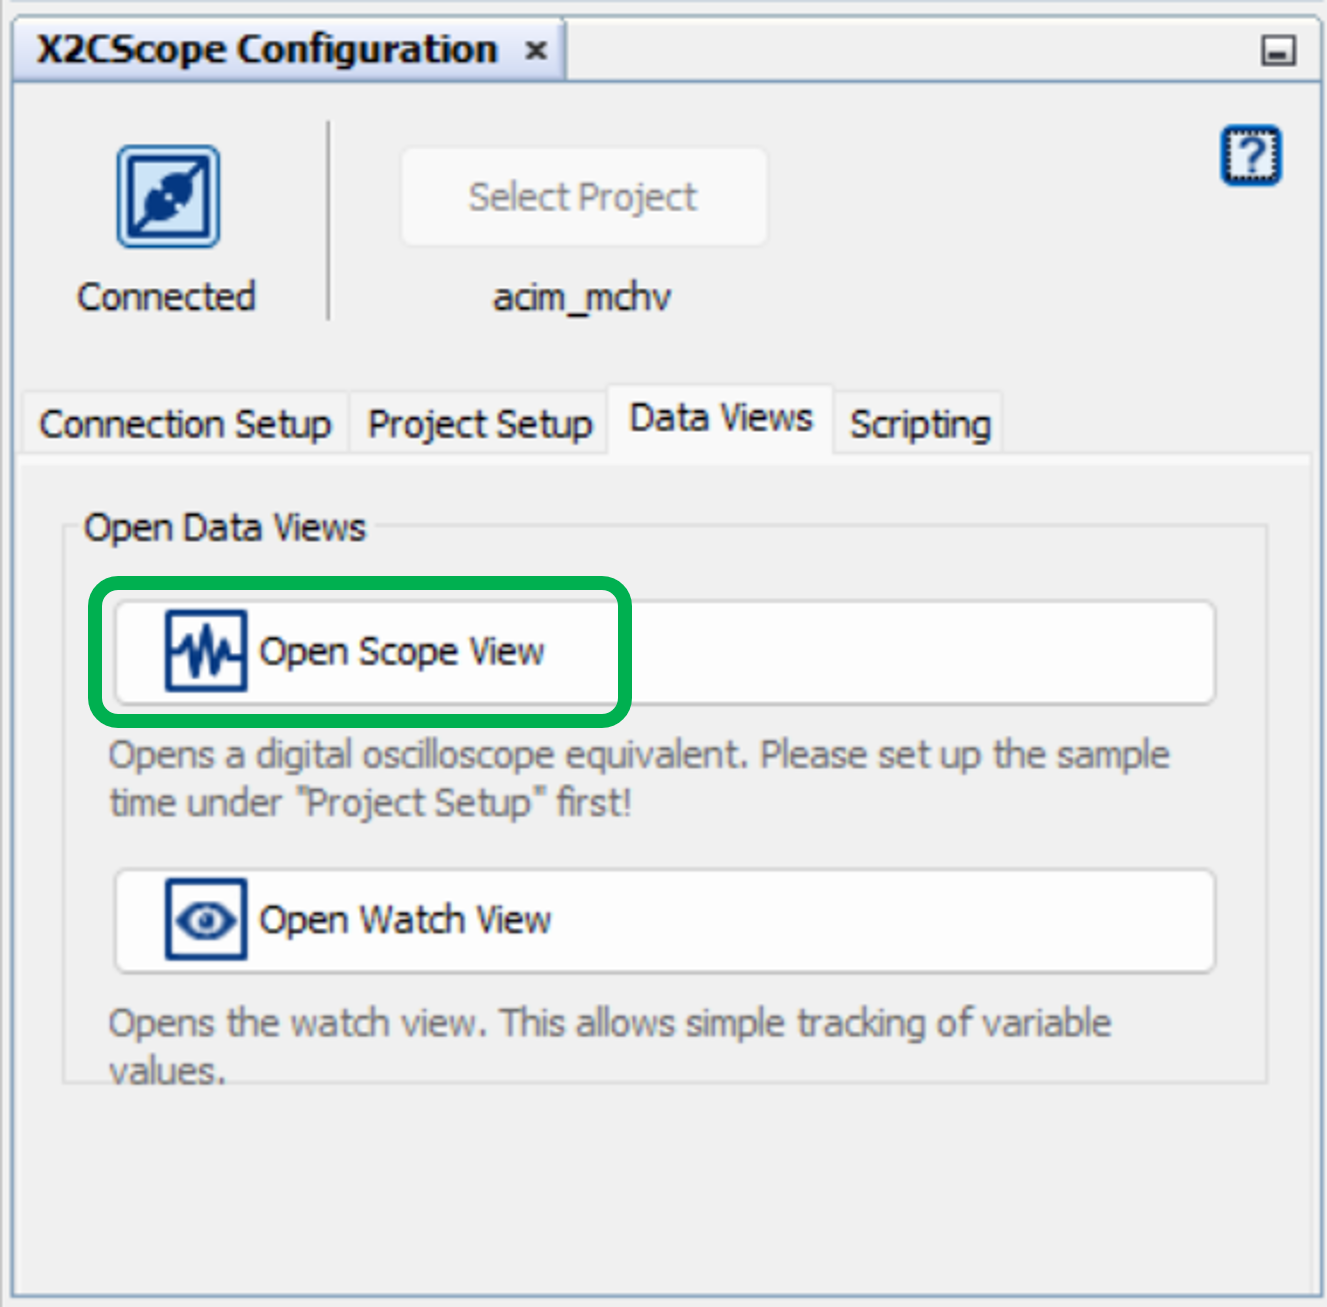 X2CScope Configuration ×
?
Select Project
Connected
acim_mchv
Connection Setup
Project Setup
Data Views
Scripting
Open Data Views
Open Scope View
Opens a digital oscilloscope equivalent. Please set up the sample
time under "Project Setup" first!
Open Watch View
Opens the watch view. This allows simple tracking of variable
values.